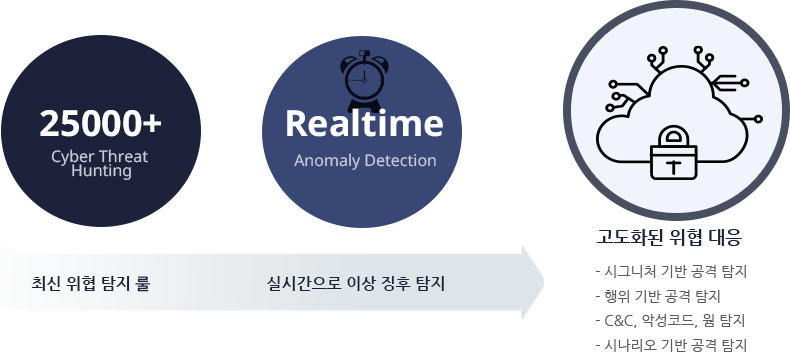 25000+
Cyber Threat
Hunting
Realtime
Anomaly Detection
최신 위협 탐지 룰
실시간으로 이상 징후 탐지
고도화된 위협 대응
- 시그니처 기반 공격 탐지
- 행위 기반 공격 탐지
- C&C, 악성코드, 웜 탐지
- 시나리오 기반 공격 탐지